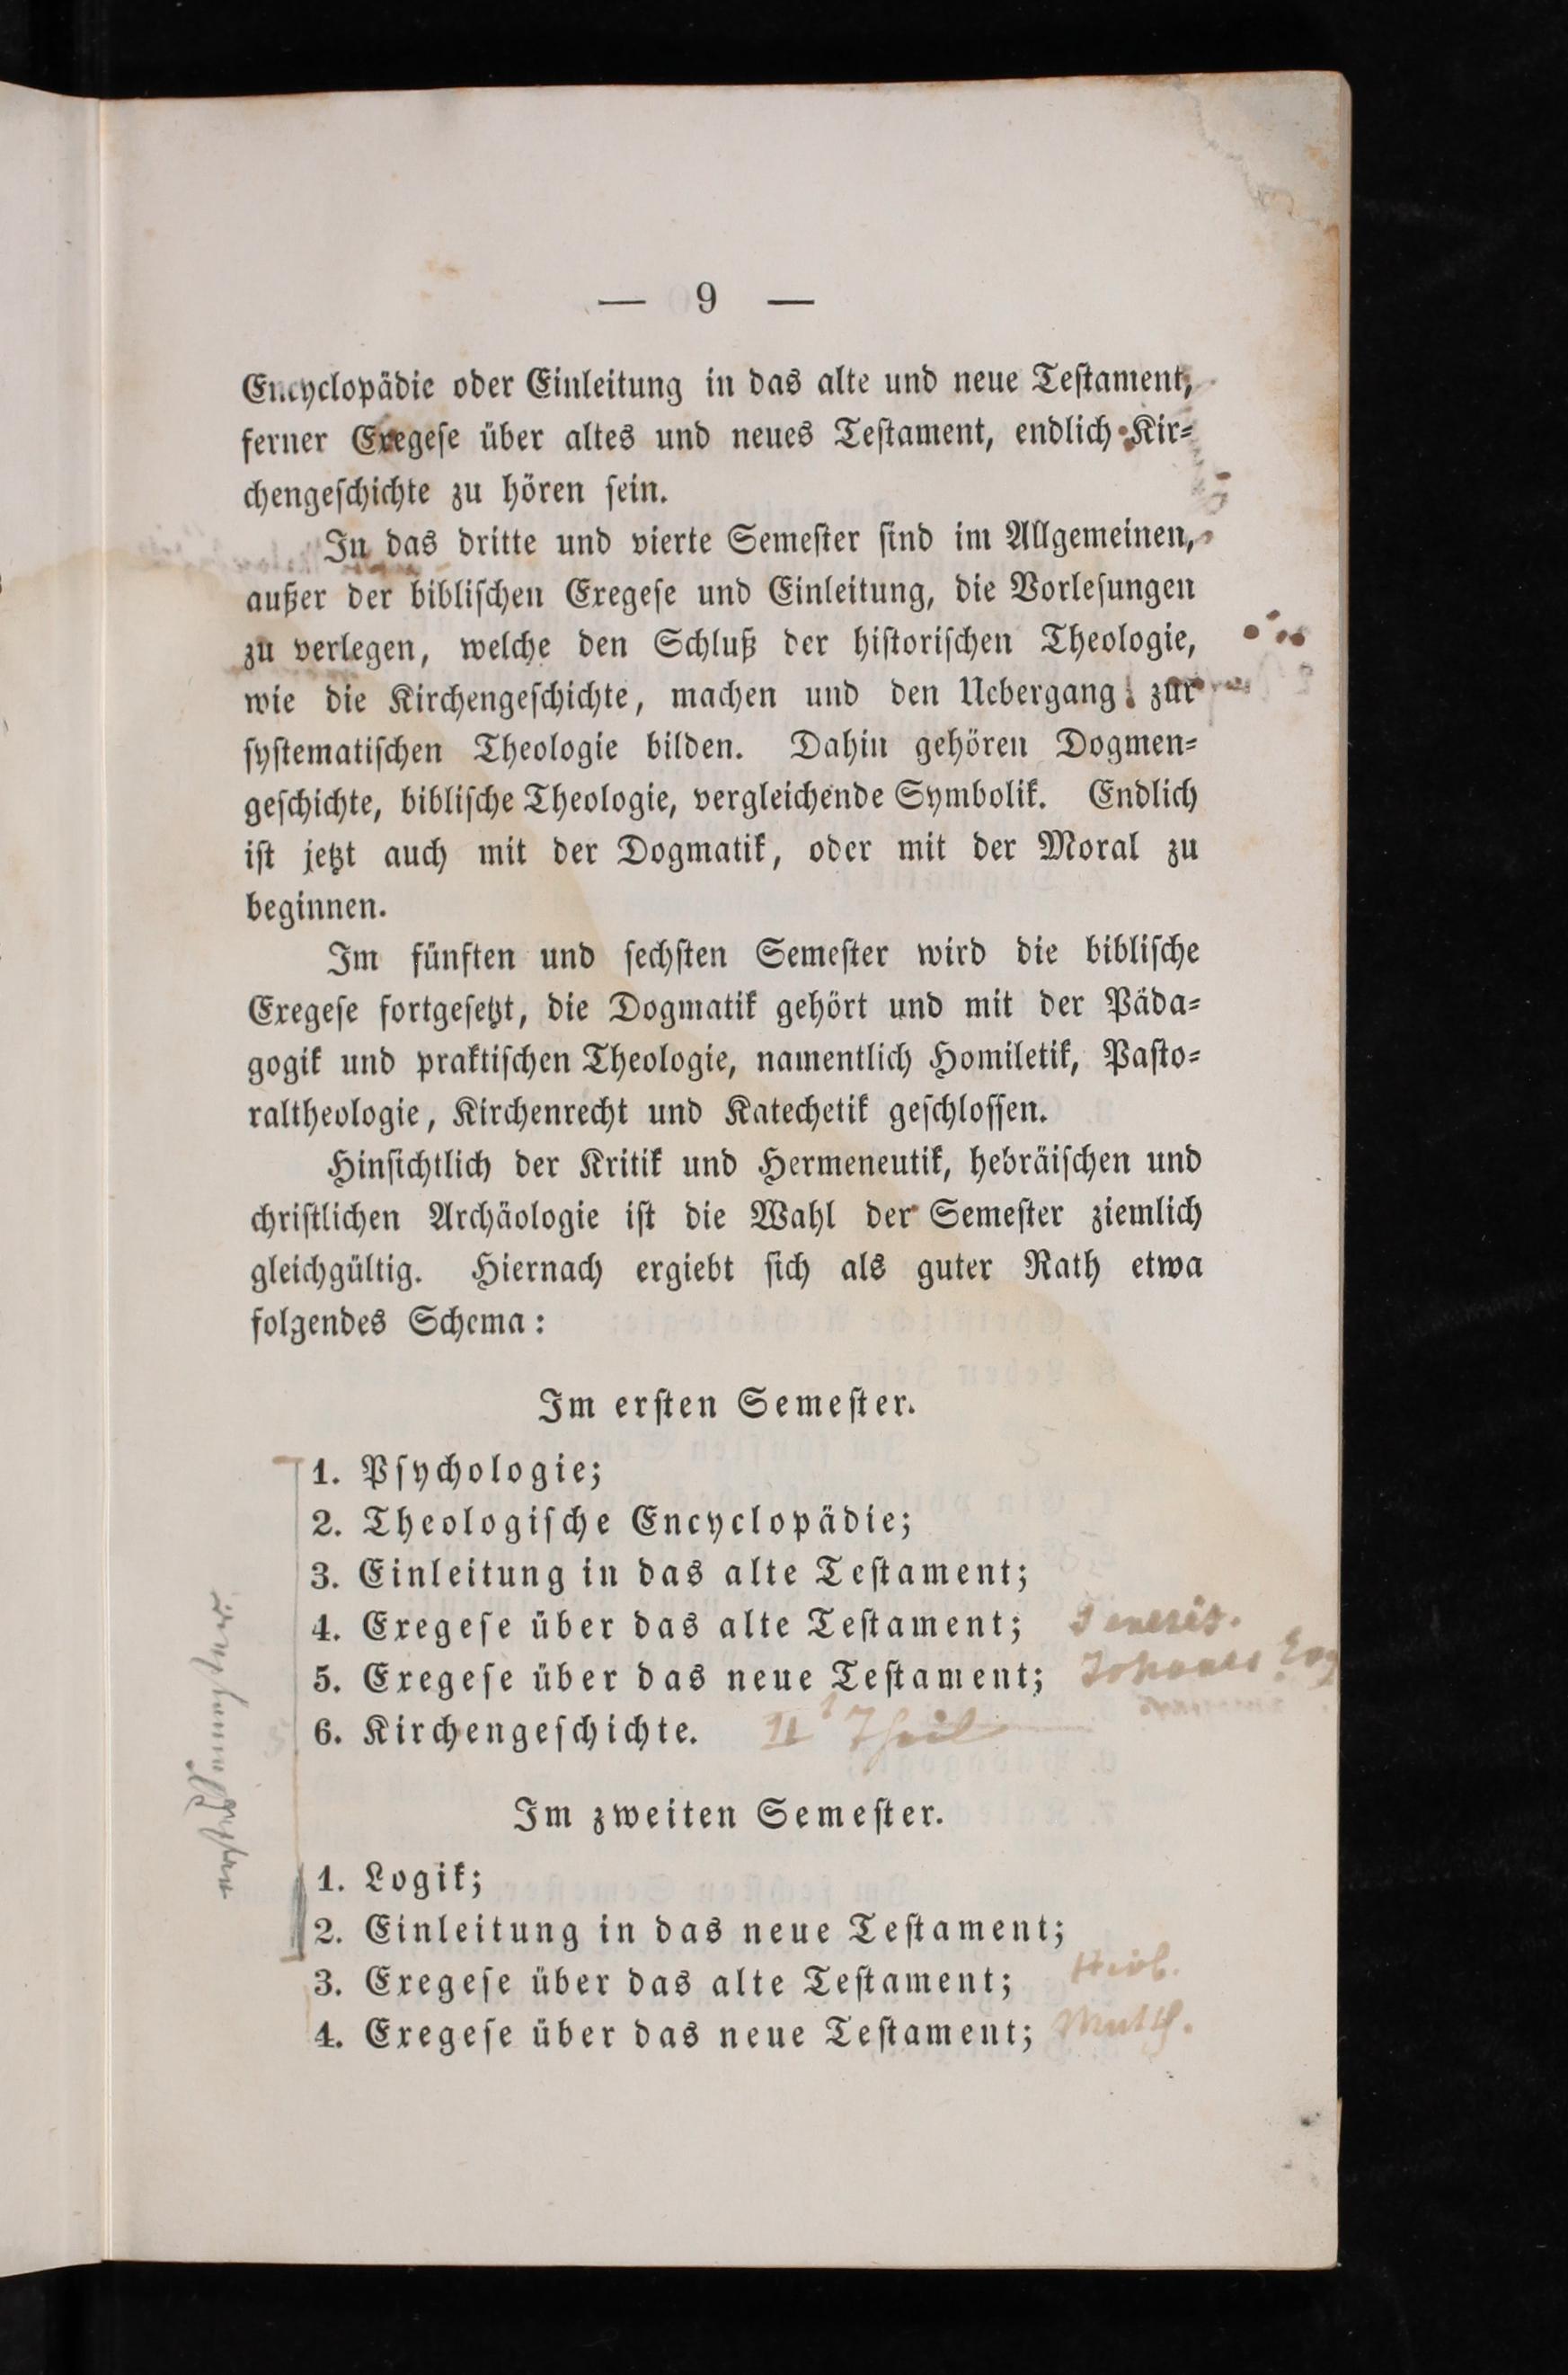 — 9 —
Encyclopädie oder Einleitung in das alte und neue Testament,
ferner Exegese über altes und neues Testament, endlich Kir-
chengeschichte zu hören sein.
In das dritte und vierte Semester sind im Allgemeinen,
außer der biblischen Exegese und Einleitung, die Vorlesungen
zu verlegen, welche den Schluß der historischen Theologie,
wie die Kirchengeschichte, machen und den Uebergang zur
systematischen Theologie bilden. Dahin gehören Dogmen-
geschichte, biblische Theologie, vergleichende Symbolik. Endlich
ist jetzt auch mit der Dogmatik, oder mit der Moral zu
beginnen.
Im fünften und sechsten Semester wird die biblische
Exegese fortgesetzt, die Dogmatik gehört und mit der Päda-
gogik und praktischen Theologie, namentlich Homiletik, Pasto-
raltheologie, Kirchenrecht und Katechetik geschlossen.
Hinsichtlich der Kritik und Hermeneutik, hebräischen und
christlichen Archäologie ist die Wahl der Semester ziemlich
gleichgültig. Hiernach ergiebt sich als guter Rath etwa
folgendes Schema:
Im ersten Semester.
1. Psychologie;
2. Theologische Encyclopädie;
3. Einleitung in das alte Testament;
4. Exegese über das alte Testament; Genesis.
5. Exegese über das neue Testament; Johannes
6. Kirchengeschichte. II Theil
Im zweiten Semester.
1. Logik;
2. Einleitung in das neue Testament;
3. Exegese über das alte Testament; Hiob.
4. Exegese über das neue Testament; Matth.